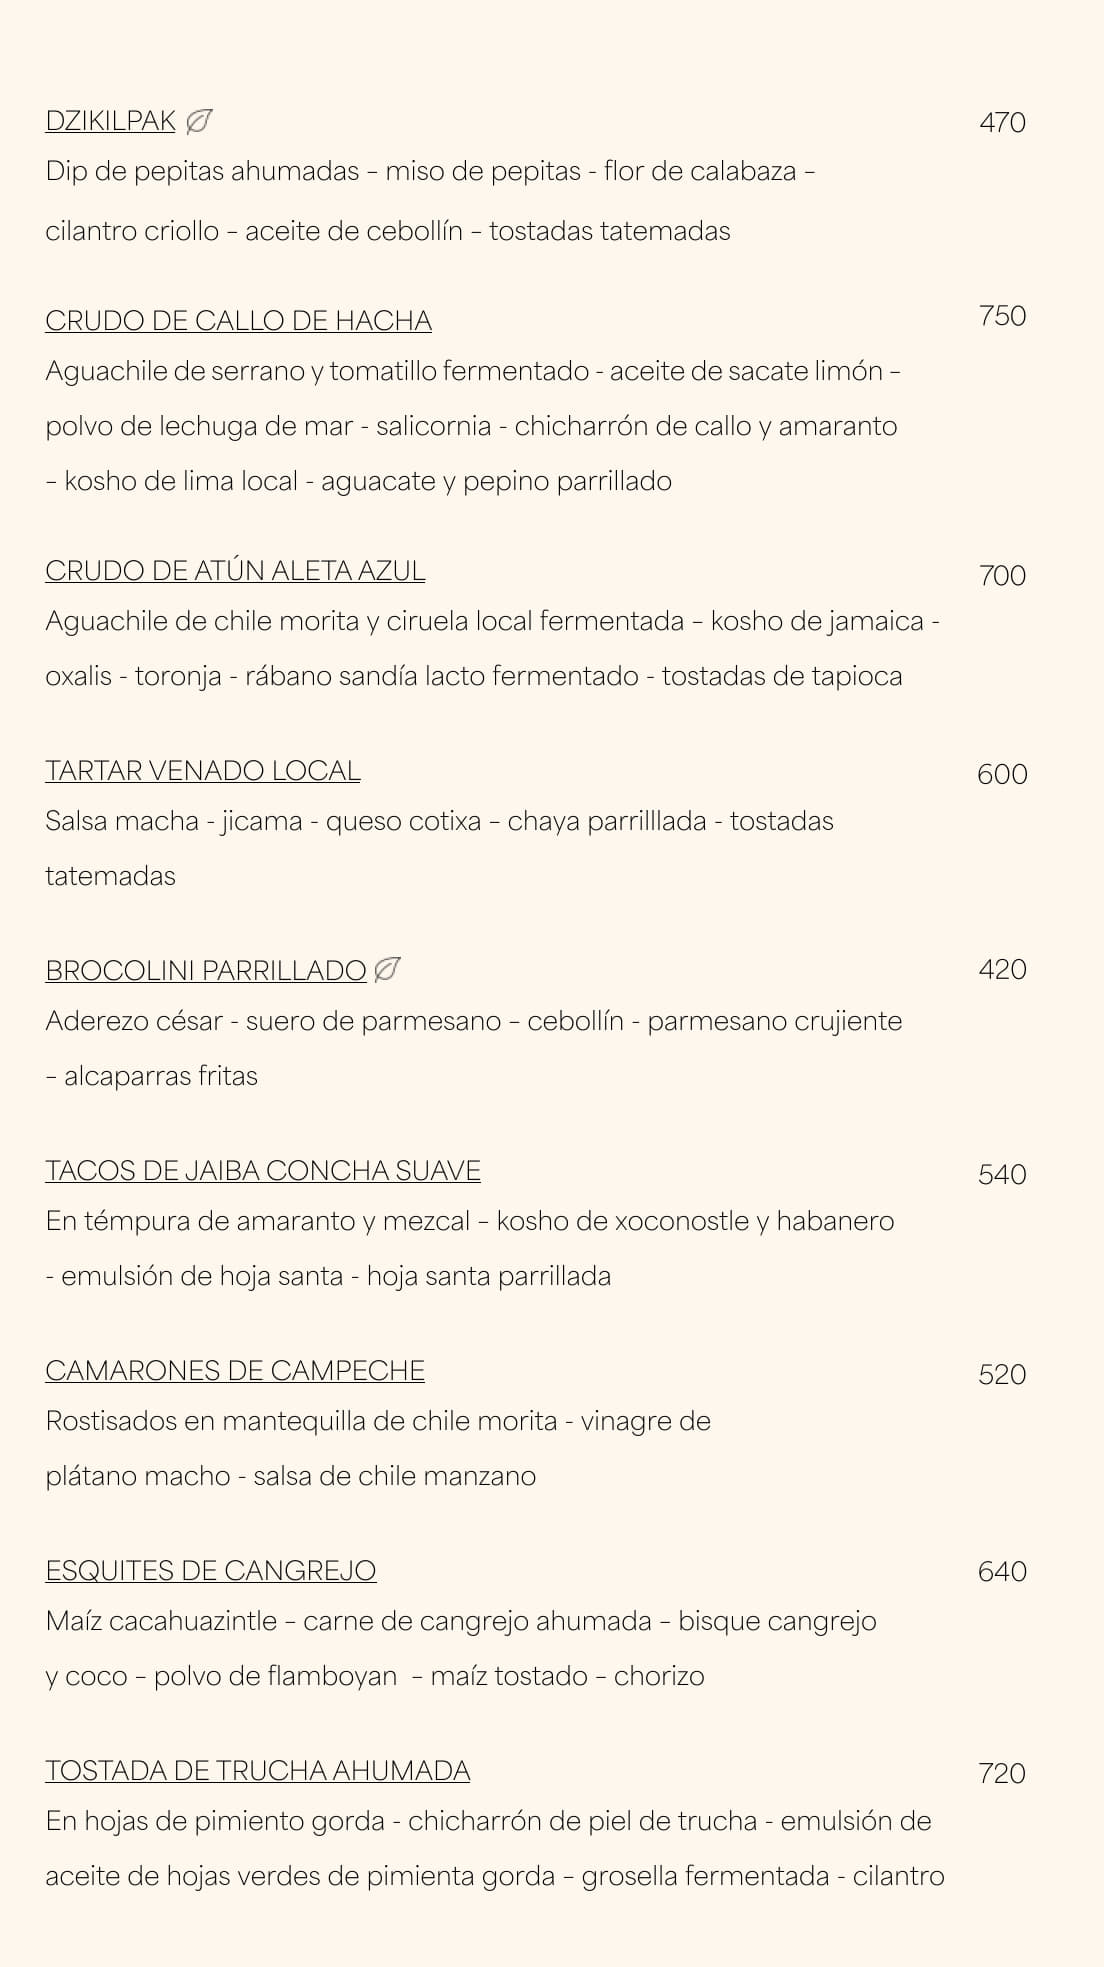 DZIKILPAK 470
Dip de pepitas ahumadas – miso de pepitas - flor de calabaza –
cilantro criollo – aceite de cebollín – tostadas tatemadas
CRUDO DE CALLO DE HACHA 750
Aguachile de serrano y tomatillo fermentado - aceite de sacate limón –
polvo de lechuga de mar - salicornia - chicharrón de callo y amaranto
– kosho de lima local - aguacate y pepino parrillado
CRUDO DE ATÚN ALETA AZUL 700
Aguachile de chile morita y ciruela local fermentada – kosho de jamaica -
oxalis - toronja - rábano sandía lacto fermentado - tostadas de tapioca
TARTAR VENADO LOCAL 600
Salsa macha - jicama - queso cotixa – chaya parrilllada - tostadas
tatemadas
BROCOLINI PARRILLADO 420
Aderezo césar - suero de parmesano – cebollín - parmesano crujiente
– alcaparras fritas
TACOS DE JAIBA CONCHA SUAVE 540
En témpura de amaranto y mezcal – kosho de xoconostle y habanero
- emulsión de hoja santa - hoja santa parrillada
CAMARONES DE CAMPECHE 520
Rostisados en mantequilla de chile morita - vinagre de
plátano macho - salsa de chile manzano
ESQUITES DE CANGREJO 640
Maíz cacahuazintle – carne de cangrejo ahumada – bisque cangrejo
y coco – polvo de flamboyan – maíz tostado – chorizo
TOSTADA DE TRUCHA AHUMADA 720
En hojas de pimiento gorda - chicharrón de piel de trucha - emulsión de
aceite de hojas verdes de pimienta gorda – grosella fermentada - cilantro